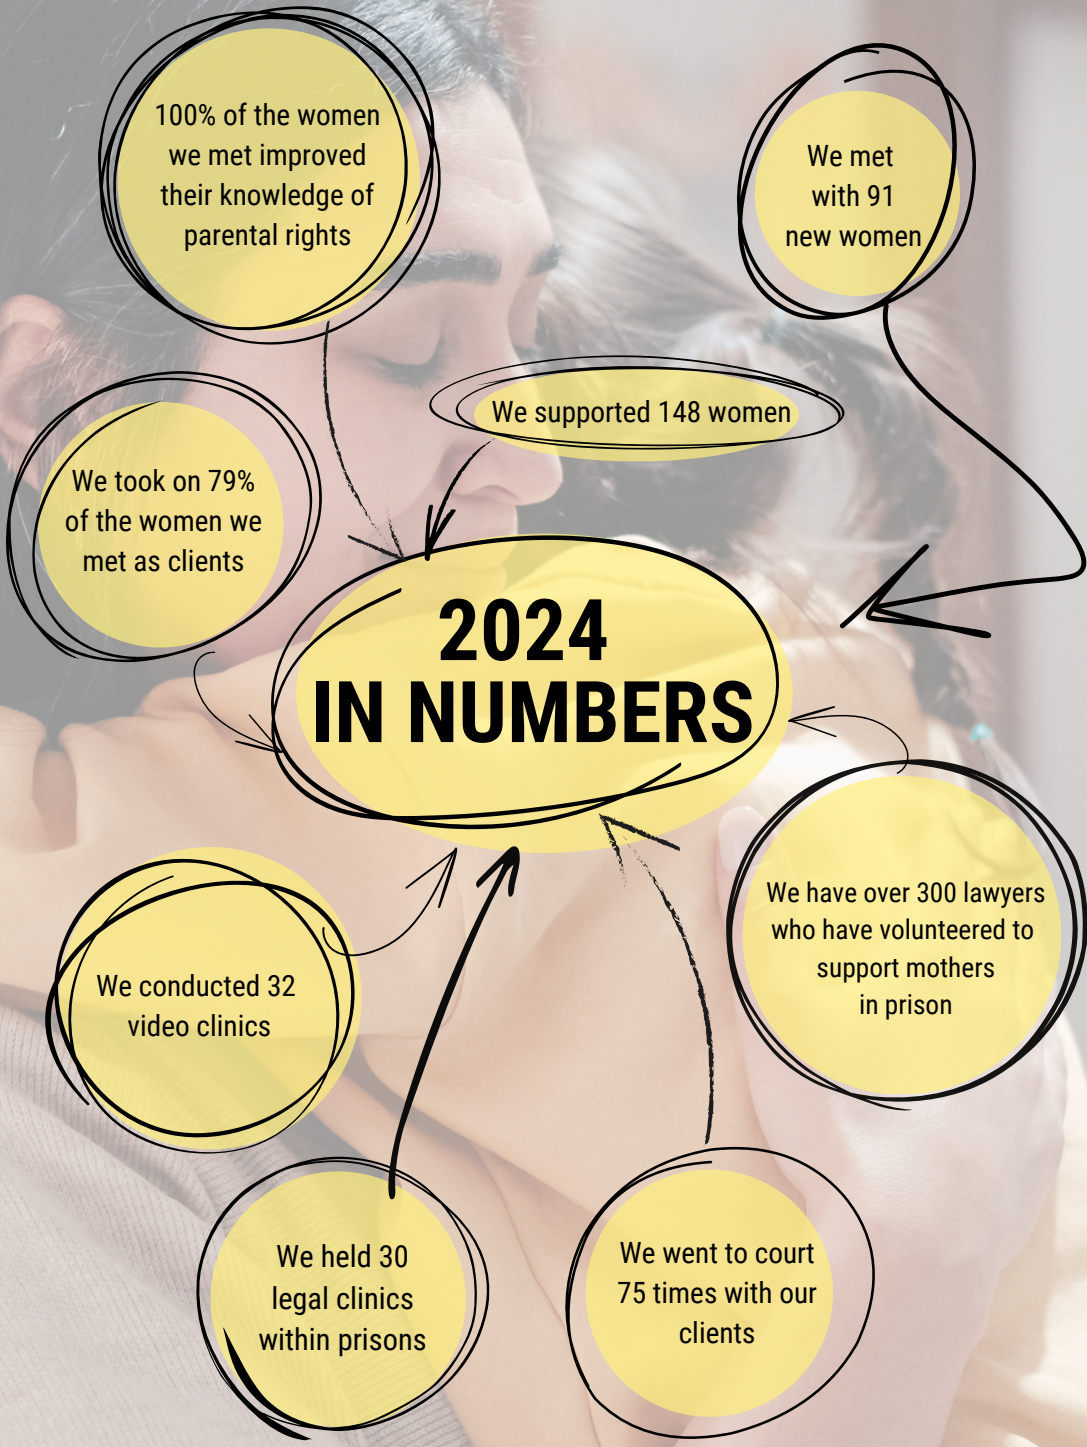 100% of the women
we met improved
their knowledge of
parental rights
We met
with 91
new women
We supported 148 women
We took on 79%
of the women we
met as clients
2024
IN NUMBERS
We have over 300 lawyers
who have volunteered to
support mothers
in prison
We conducted 32
video clinics
We held 30
legal clinics
within prisons
We went to court
75 times with our
clients